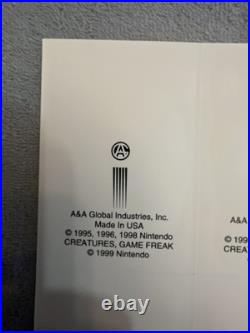 A&A Global Industries, Inc.
Made In USA
© 1995, 1996, 1998 Nintendo
CREATURES, GAME FREAK
© 1999 Nintendo
A&A
© 199
CREA
©